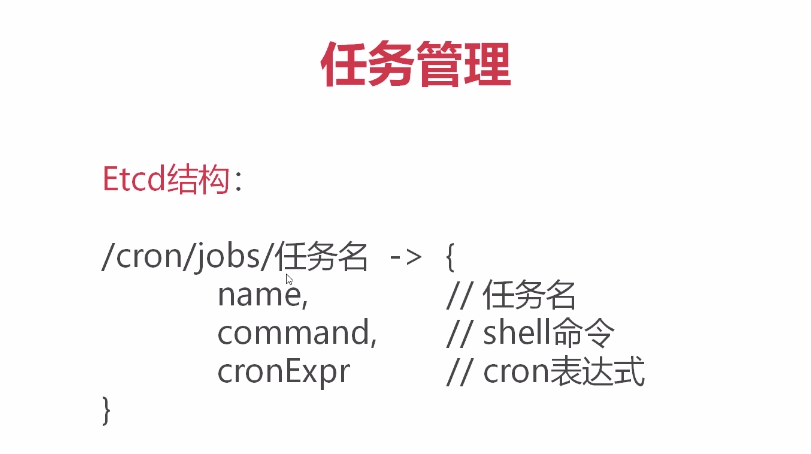 任务管理
Etcd结构：
/cron/jobs/任务名 -> {
name, // 任务名
command, // shell命令
cronExpr // cron表达式
}